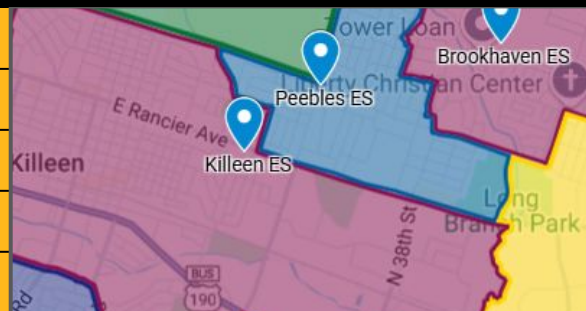 ower Loan
Brookhaven ES
Liberty Christian Center
Peebles ES
E Rancier Ave
Killeen
Killeen ES
Long
Branch Park
N 38th St
BUS
190
Rd